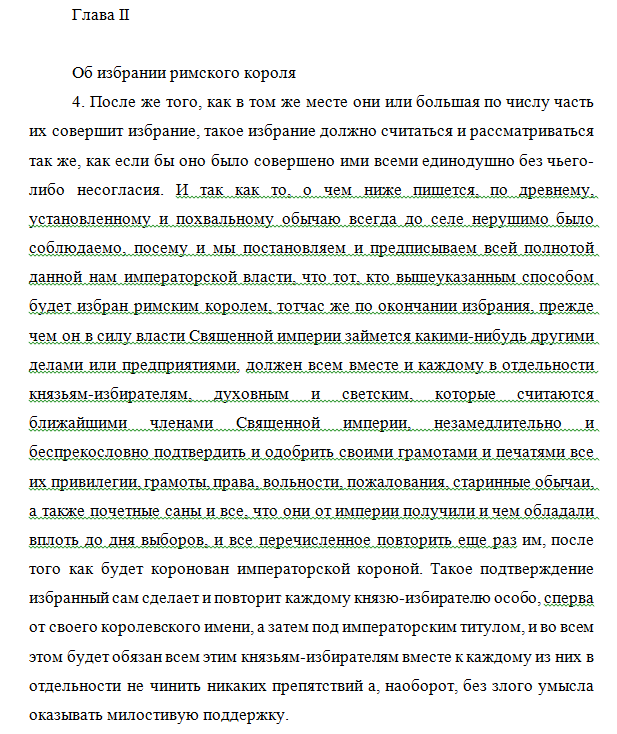 Глава II
Об избрании римского короля
4. После же того, как в том же месте они или большая по числу часть
их совершит избрание, такое избрание должно считаться и рассматриваться
так же, как если бы оно было совершено ими всеми единодушно без чьего-
либо несогласия. И так как то, о чем ниже пишется, по древнему,
установленному и похвальному обычаю всегда до селе нерушимо было
соблюдаемо, посему и мы постановляем и предписываем всей полнотой
данной нам императорской власти, что тот, кто вышеуказанным способом
будет избран римским королем, тотчас же по окончании избрания, прежде
чем он в силу власти Священной империи займется какими-нибудь другими
делами или предприятиями, должен всем вместе и каждому в отдельности
князьям-избирателям, духовным и светским, которые считаются
ближайшими членами Священной империи, незамедлительно и
беспрекословно подтвердить и одобрить своими грамотами и печатями все
их привилегии, грамоты, права, вольности, пожалования, старинные обычаи,
а также почетные саны и все, что они от империи получили и чем обладали
вплоть до дня выборов, и все перечисленное повторить еше раз им, после
того как будет коронован императорской короной. Такое подтверждение
избранный сам сделает и повторит каждому князю-избирателю особо, сперва
от своего королевского имени, а затем под императорским титулом, и во всем
этом будет обязан всем этим князьям-избирателям вместе к каждому из них в
отдельности не чинить никаких препятствий а, наоборот, без злого умысла
оказывать милостивую поддержку.